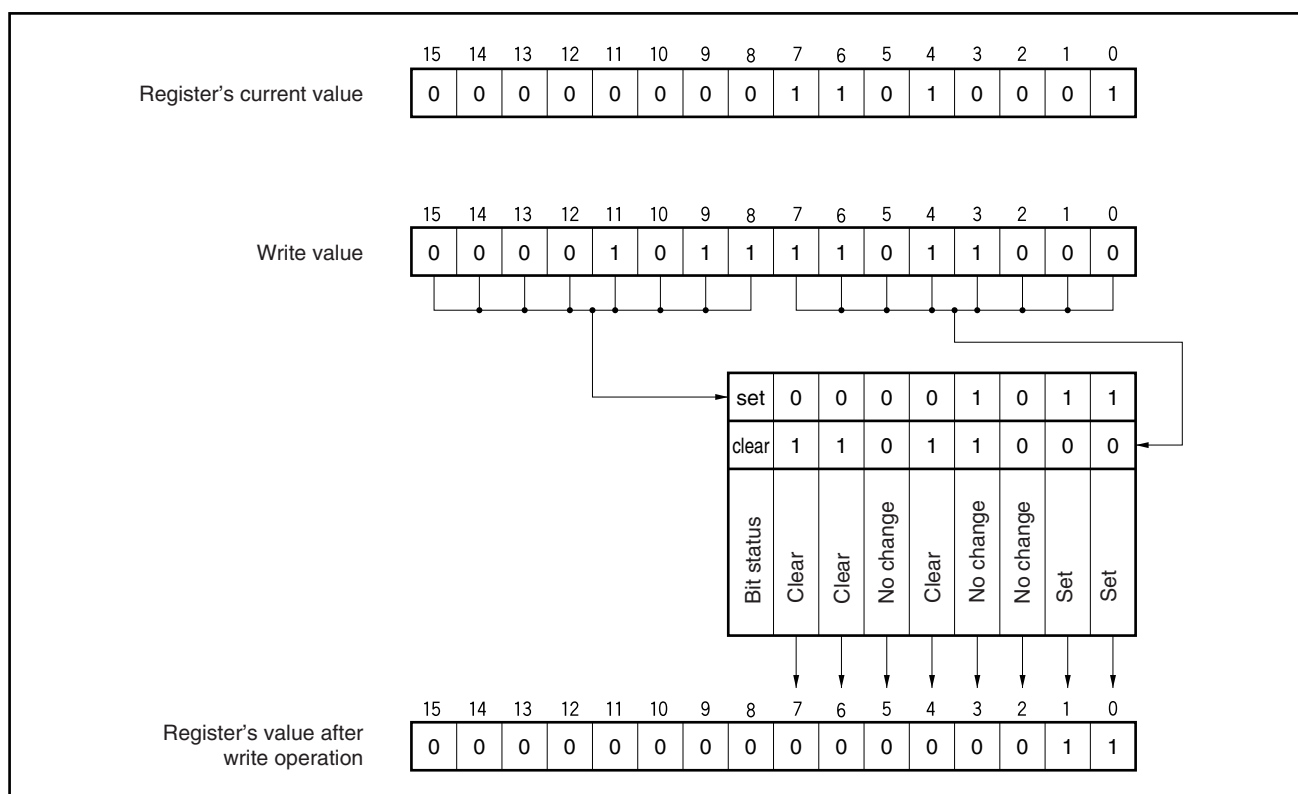 15 14 13 12 11 10 9 8 7 6 5 4 3 2 1 0
Register's current value 0 0 0 0 0 0 0 0 1 1 0 1 0 0 0 1
15 14 13 12 11 10 9 8 7 6 5 4 3 2 1 0
Write value 0 0 0 0 1 0 1 1 1 1 0 1 1 0 0 0
set 0 0 0 0 1 0 1 1
clear 1 1 0 1 1 0 0 0
Bit status Clear Clear No change Clear No change No change Set Set
15 14 13 12 11 10 9 8 7 6 5 4 3 2 1 0
Register's value after
write operation 0 0 0 0 0 0 0 0 0 0 0 0 0 0 1 1